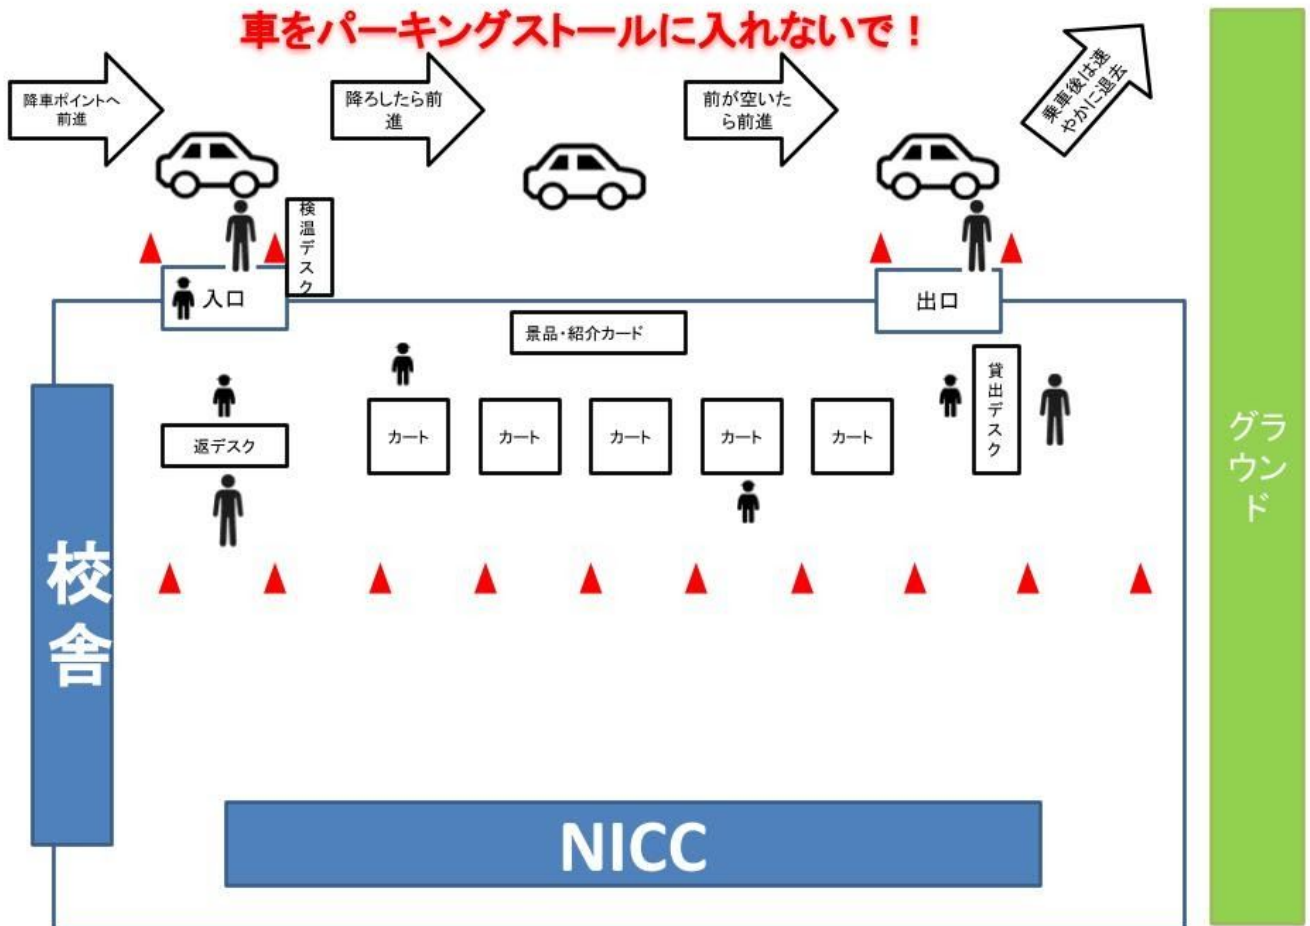 車をパーキングストールに入れないで！
降車ポイントへ
前進
降ろしたら前
進
前が空いた
ら前進
乗車後は速
やかに退去
検
温
デ
ス
ク
入口
出口
景品・紹介カード
返デスク
カート
カート
カート
カート
カート
貸
出
デ
ス
ク
校
舎
グラ
ウン
ド
NICC